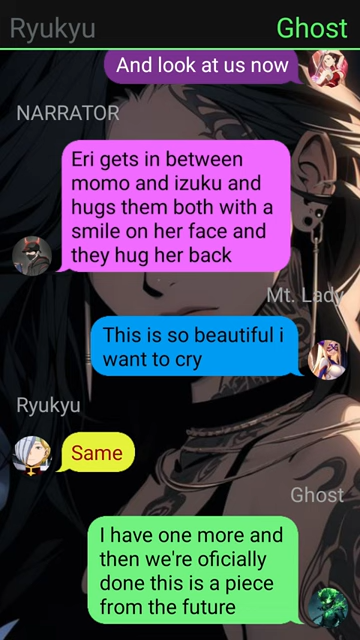 Ryukyu Ghost
And look at us now
NARRATOR
Eri gets in between
momo and izuku and
hugs them both with a
smile on her face and
they hug her back
Mt. Lady
This is so beautiful i
want to cry
Ryukyu
Same
Ghost
I have one more and
then we're oficially
done this is a piece
from the future